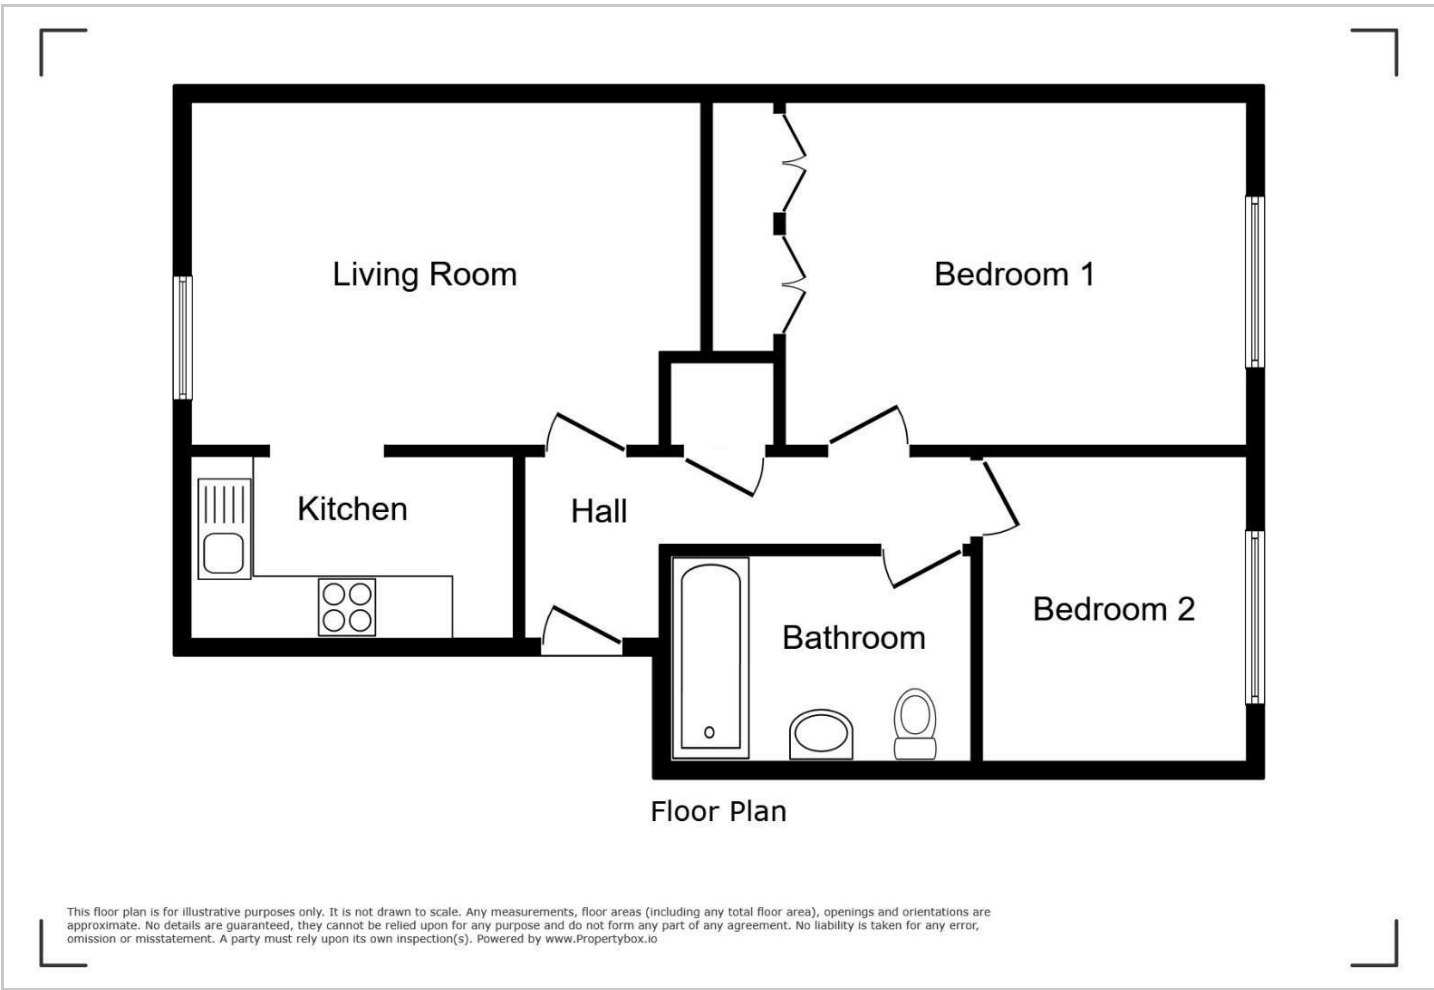 Living Room
Bedroom 1
Kitchen
Hall
Bedroom 2
Bathroom
Floor Plan
This floor plan is for illustrative purposes only. It is not drawn to scale. Any measurements, floor areas (including any total floor area), openings and orientations are
approximate. No details are guaranteed, they cannot be relied upon for any purpose and do not form any part of any agreement. No liability is taken for any error,
omission or misstatement. A party must rely upon its own inspection(s). Powered by www.Propertybox.io